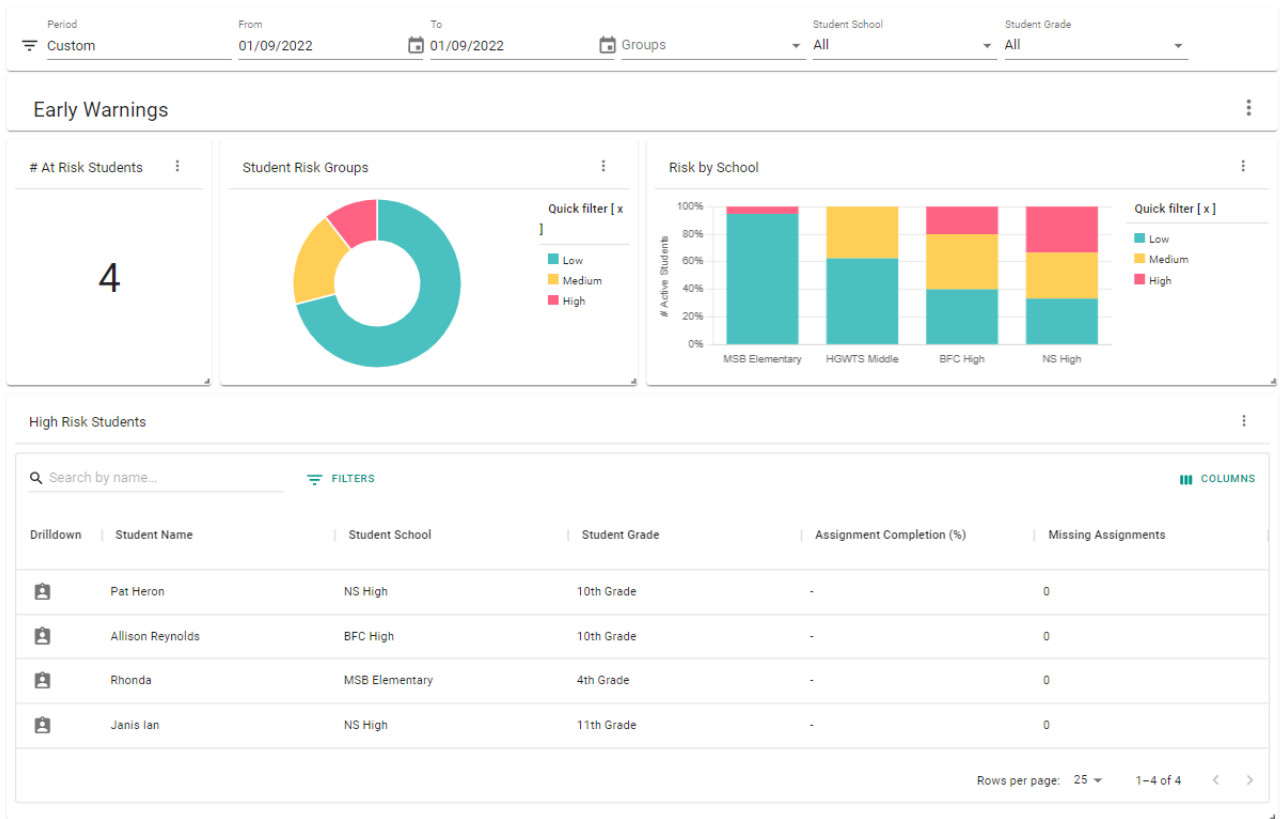 Period From To Student School Student Grade
Custom 01/09/2022 01/09/2022 Groups All All
Early Warnings
# At Risk Students
4
Student Risk Groups
Quick filter [ x
]
Low
Medium
High
Risk by School
# Active Students
100%
80%
60%
40%
20%
0%
MSB Elementary HGWTS Middle BFC High NS High
Quick filter [ x ]
Low
Medium
High
High Risk Students
Search by name... FILTERS COLUMNS
Drilldown Student Name Student School Student Grade Assignment Completion (%) Missing Assignments
Pat Heron NS High 10th Grade - 0
Allison Reynolds BFC High 10th Grade - 0
Rhonda MSB Elementary 4th Grade - 0
Janis Ian NS High 11th Grade - 0
Rows per page: 25 1–4 of 4